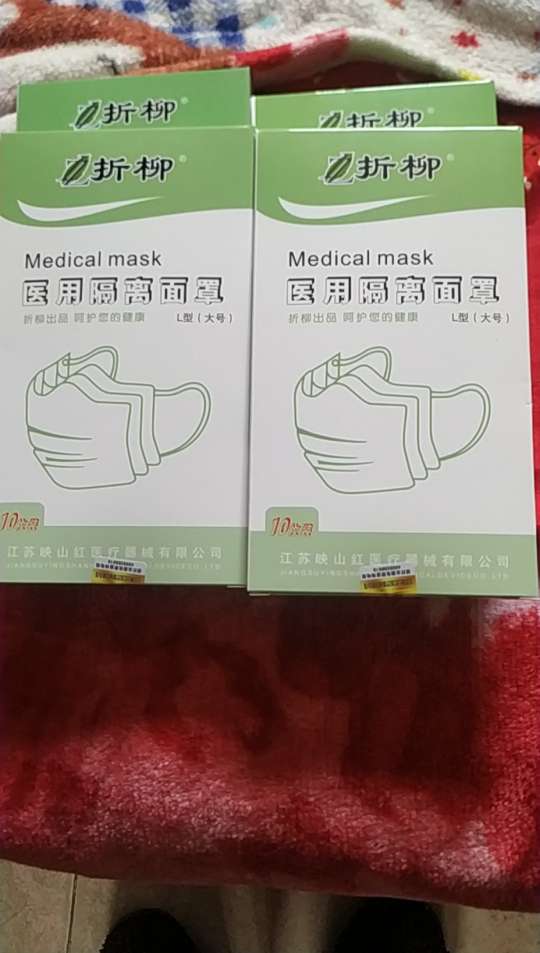 折柳®
折柳®
折柳®
Medical mask
医用隔离面罩
折柳出品 呵护您的健康
L型(大号)
10枚装
江苏映山红医疗器械有限公司
折柳®
Medical mask
医用隔离面罩
折柳出品 呵护您的健康
L型(大号)
10枚装
江苏映山红医疗器械有限公司